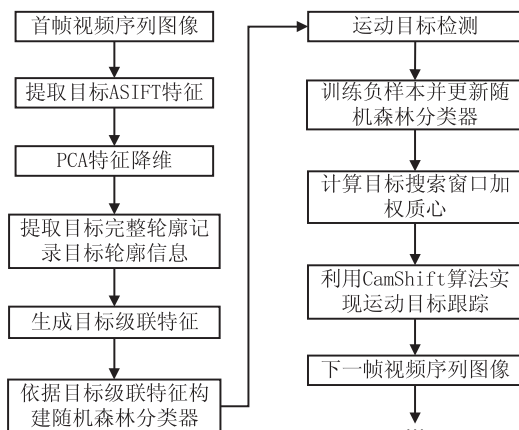 首帧视频序列图像
提取目标ASIFT特征
PCA特征降维
提取目标完整轮廓记
录目标轮廓信息
生成目标级联特征
依据目标级联特征构
建随机森林分类器
运动目标检测
训练负样本并更新随
机森林分类器
计算目标搜索窗口加
权质心
利用CamShift算法实
现运动目标跟踪
下一帧视频序列图像